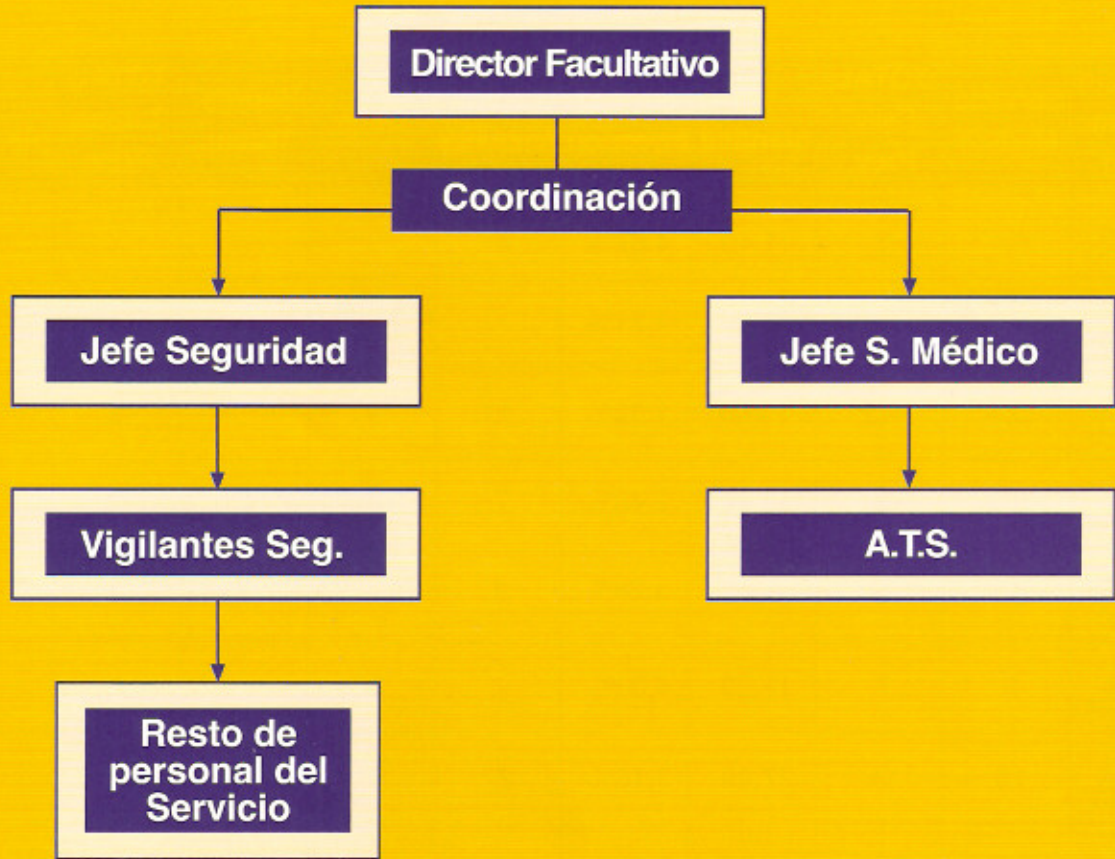 Director Facultativo
Coordinación
Jefe Seguridad
Jefe S. Médico
Vigilantes Seg.
A.T.S.
Resto de
personal del
Servicio